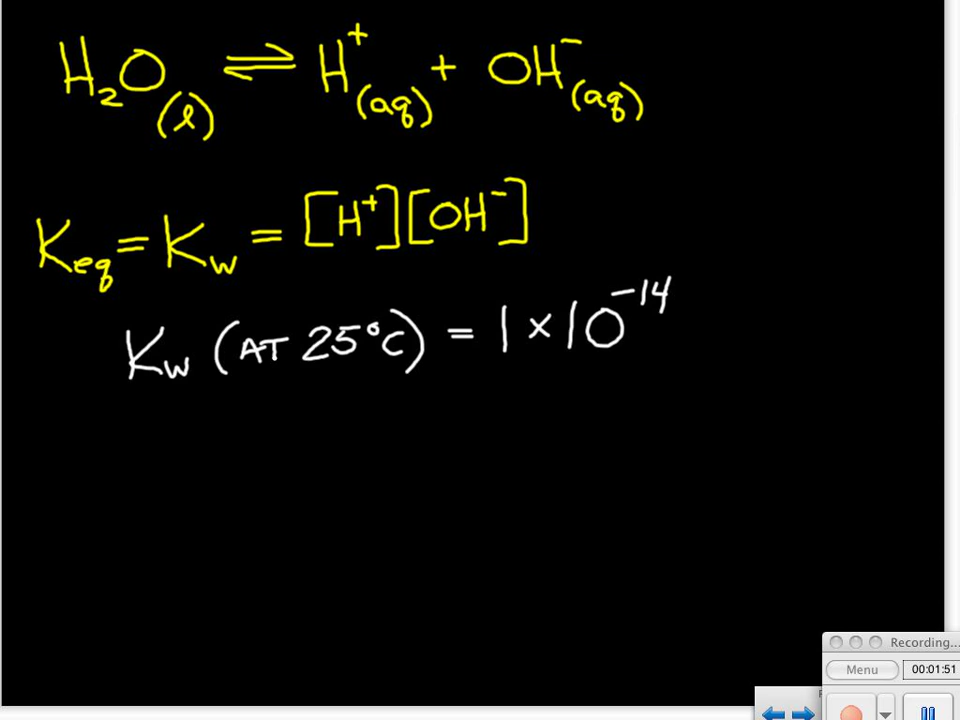 H₂O(l) ⇌ H⁺(aq) + OH⁻(aq)
Keq = Kw = [H⁺][OH⁻]
Kw (AT 25°C) = 1 × 10⁻¹⁴
Recording...
Menu
00:01:51